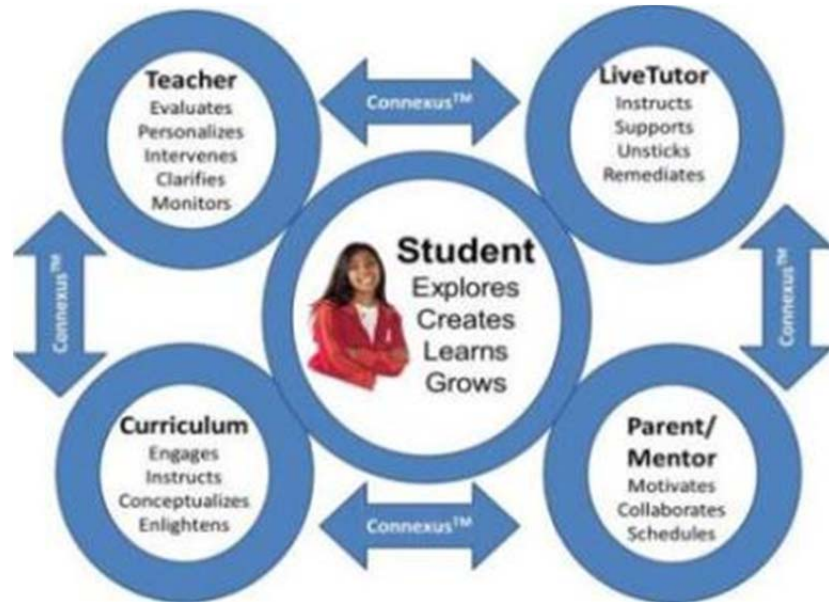 Teacher
Evaluates
Personalizes
Intervenes
Clarifies
Monitors
Connexus™
LiveTutor
Instructs
Supports
Unsticks
Remediates
Connexus™
Student
Explores
Creates
Learns
Grows
Connexus™
Curriculum
Engages
Instructs
Conceptualizes
Enlightens
Connexus™
Parent/
Mentor
Motivates
Collaborates
Schedules